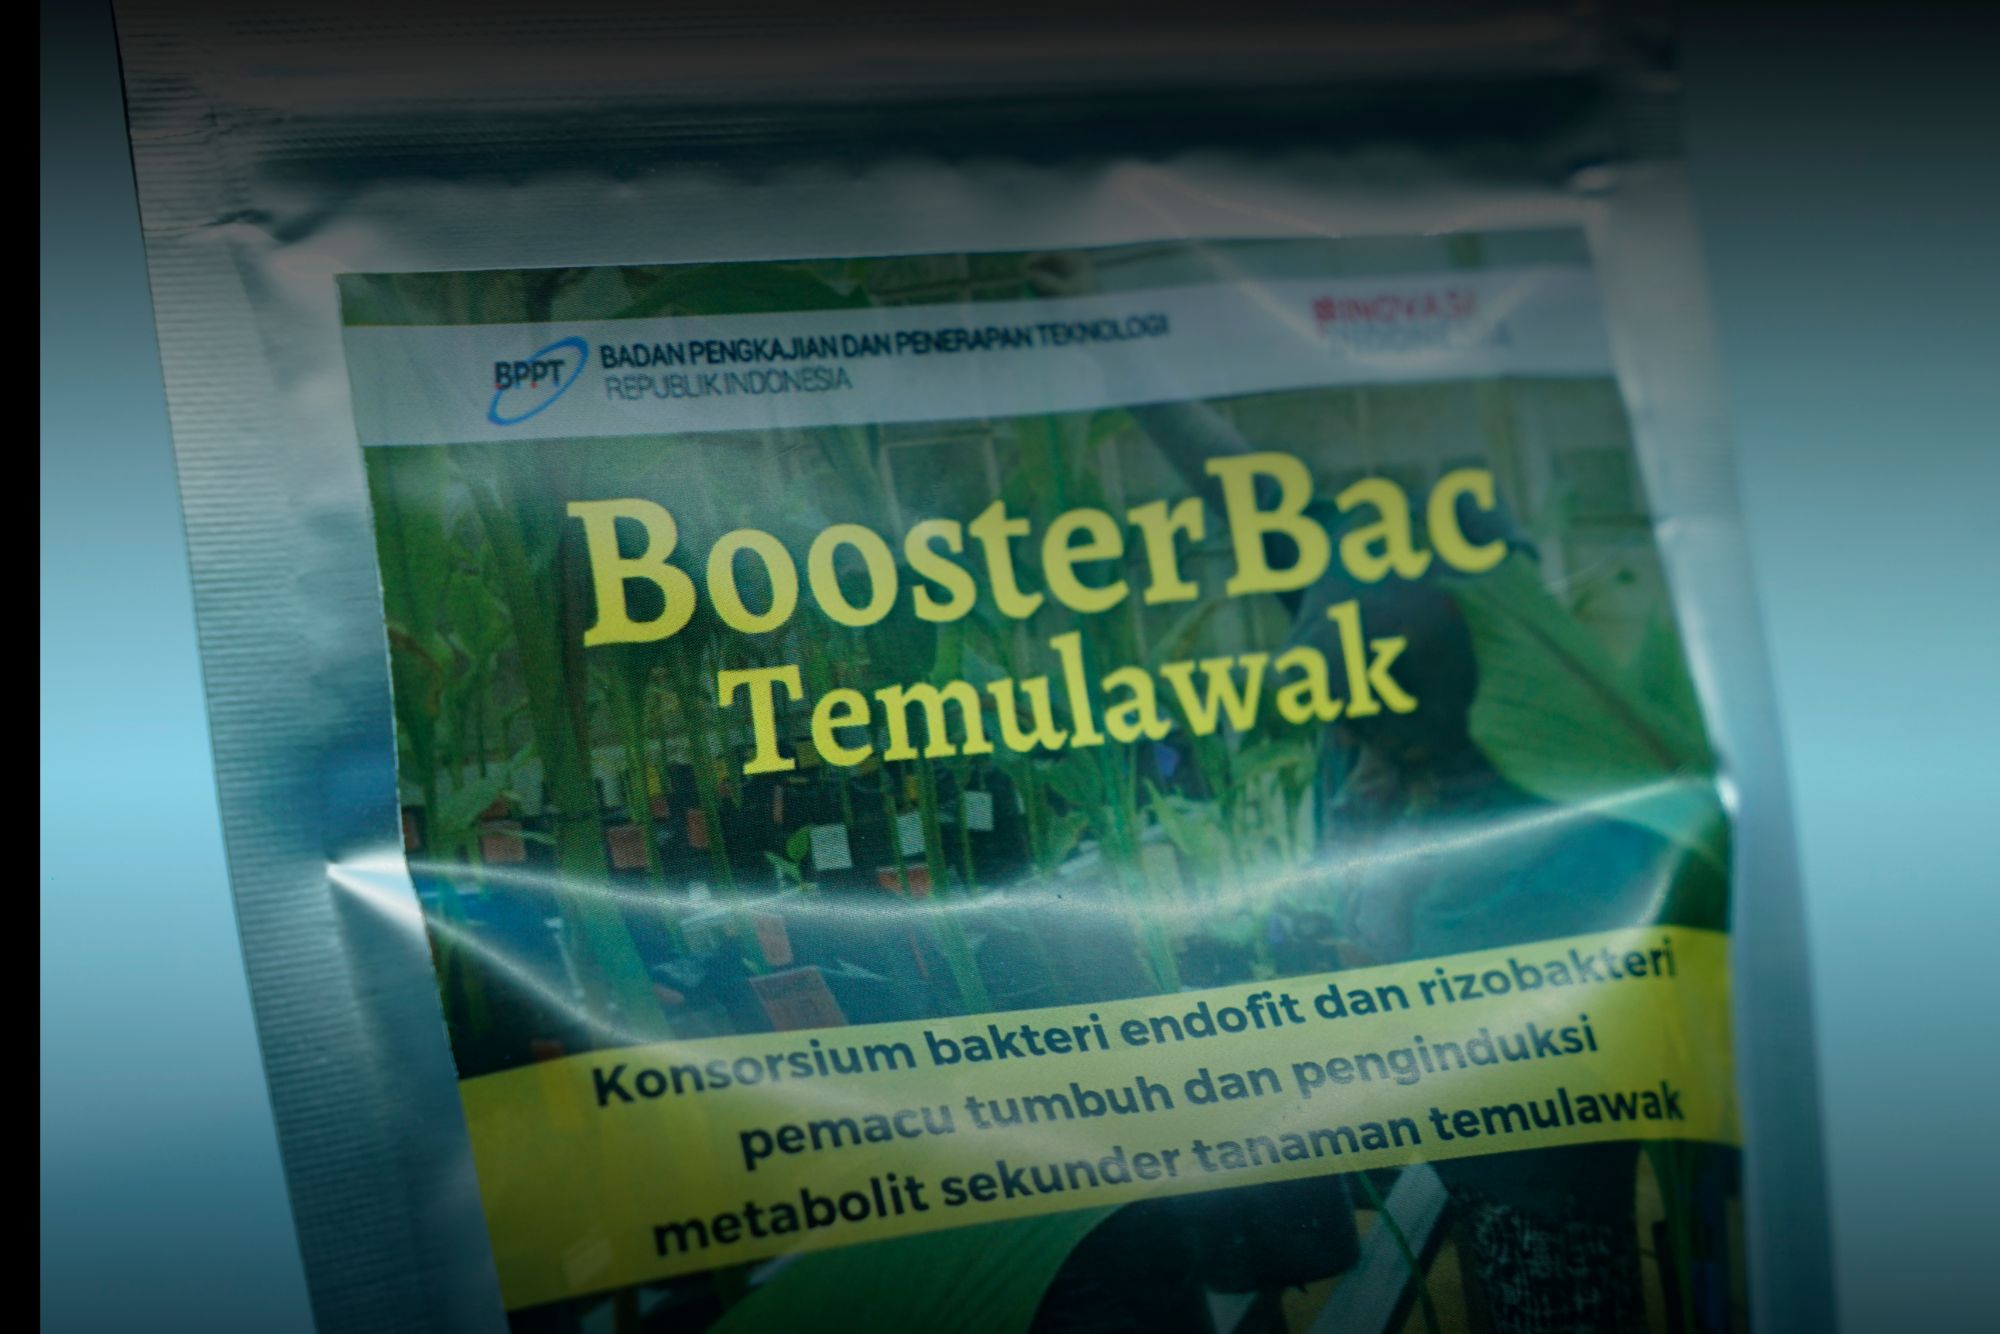 BPPT
BADAN PENGKAJIAN DAN PENERAPAN TEKNOLOGI
REPUBLIK INDONESIA
#INOVASI
INDONESIA
BoosterBac
Temulawak
Konsorsium bakteri endofit dan rizobakteri
pemacu tumbuh dan penginduksi
metabolit sekunder tanaman temulawak